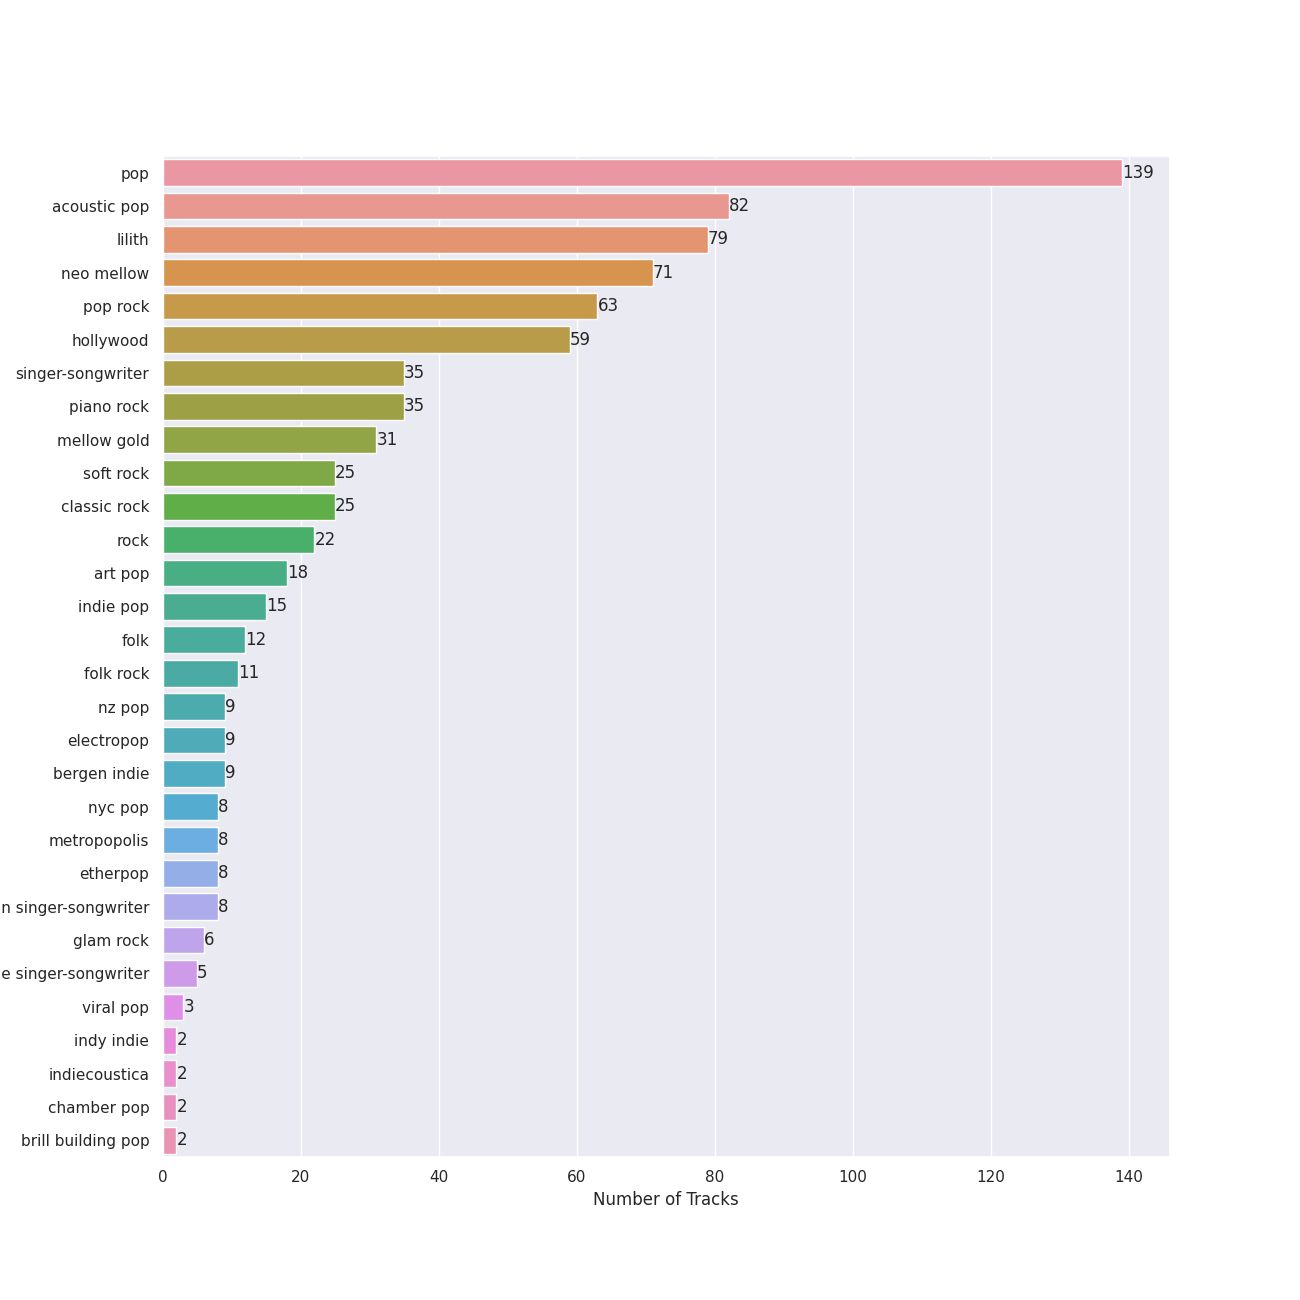 pop 139
acoustic pop 82
lilith 79
neo mellow 71
pop rock 63
hollywood 59
singer-songwriter 35
piano rock 35
mellow gold 31
soft rock 25
classic rock 25
rock 22
art pop 18
indie pop 15
folk 12
folk rock 11
nz pop 9
electropop 9
bergen indie 9
nyc pop 8
metropopolis 8
etherpop 8
n singer-songwriter 8
glam rock 6
e singer-songwriter 5
viral pop 3
indy indie 2
indiecoustica 2
chamber pop 2
brill building pop 2
0 20 40 60 80 100 120 140
Number of Tracks